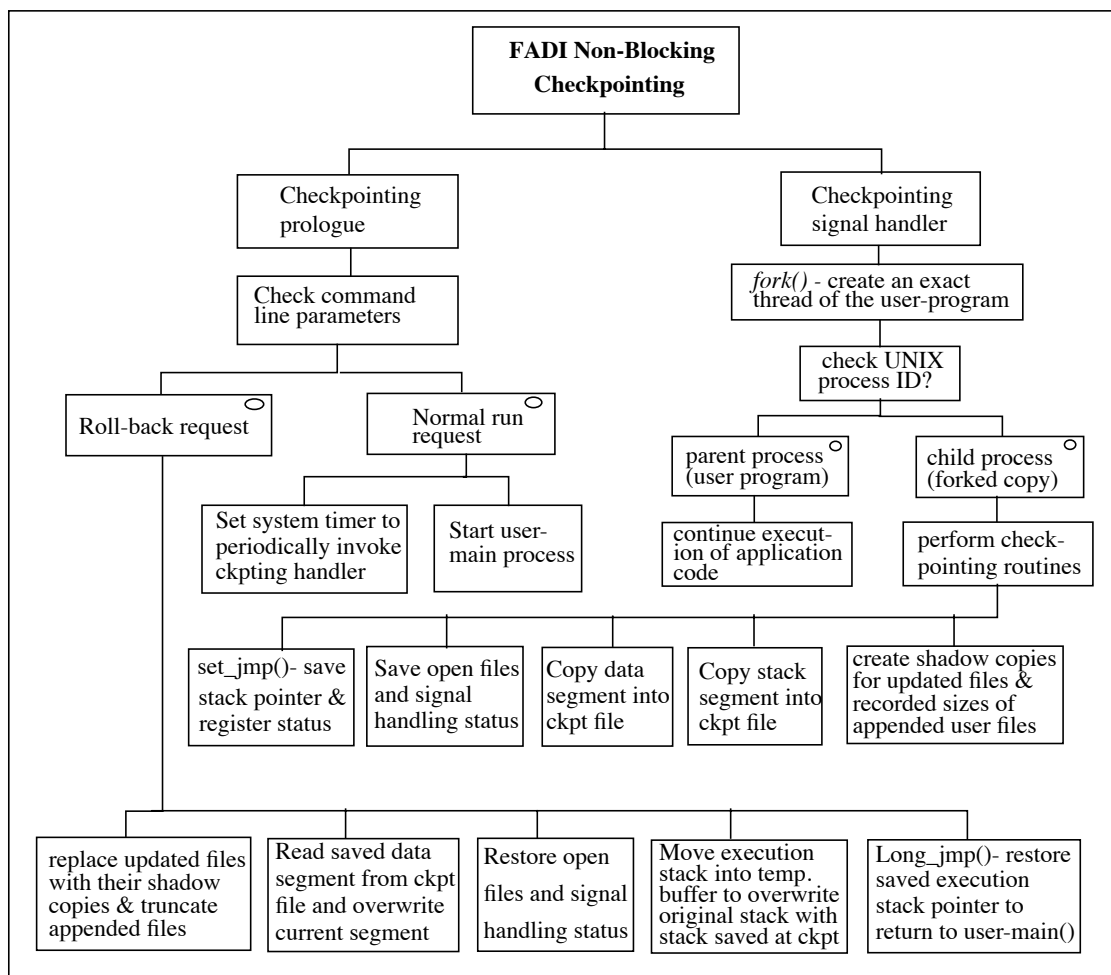 FADI Non-Blocking
Checkpointing
Checkpointing
prologue
Checkpointing
signal handler
Check command
line parameters
fork() - create an exact
thread of the user-program
check UNIX
process ID?
Roll-back request
Normal run
request
parent process
(user program)
child process
(forked copy)
Set system timer to
periodically invoke
ckpting handler
Start user-
main process
continue execut-
ion of application
code
perform check-
pointing routines
set_jmp()- save
stack pointer &
register status
Save open files
and signal
handling status
Copy data
segment into
ckpt file
Copy stack
segment into
ckpt file
create shadow copies
for updated files &
recorded sizes of
appended user files
replace updated files
with their shadow
copies & truncate
appended files
Read saved data
segment from ckpt
file and overwrite
current segment
Restore open
files and signal
handling status
Move execution
stack into temp.
buffer to overwrite
original stack with
stack saved at ckpt
Long_jmp()- restore
saved execution
stack pointer to
return to user-main()